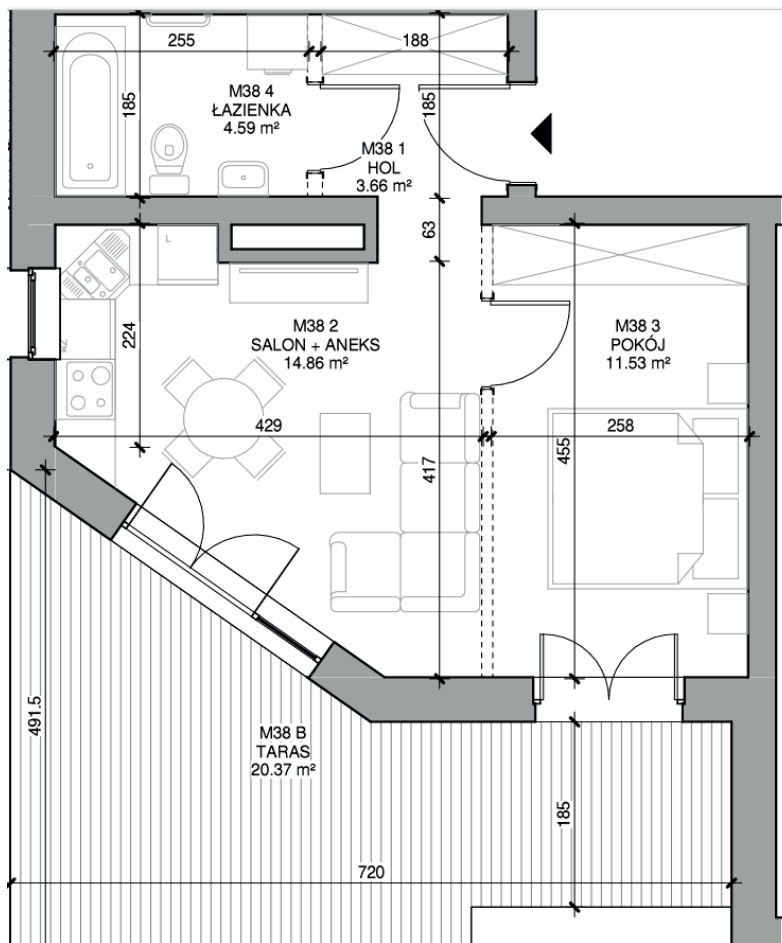 255
188
185
M38 4
ŁAZIENKA
4.59 m²
185
M38 1
HOL
3.66 m²
63
L
224
M38 2
SALON + ANEKS
14.86 m²
M38 3
POKÓJ
11.53 m²
429
258
417
455
491.5
M38 B
TARAS
20.37 m²
185
720